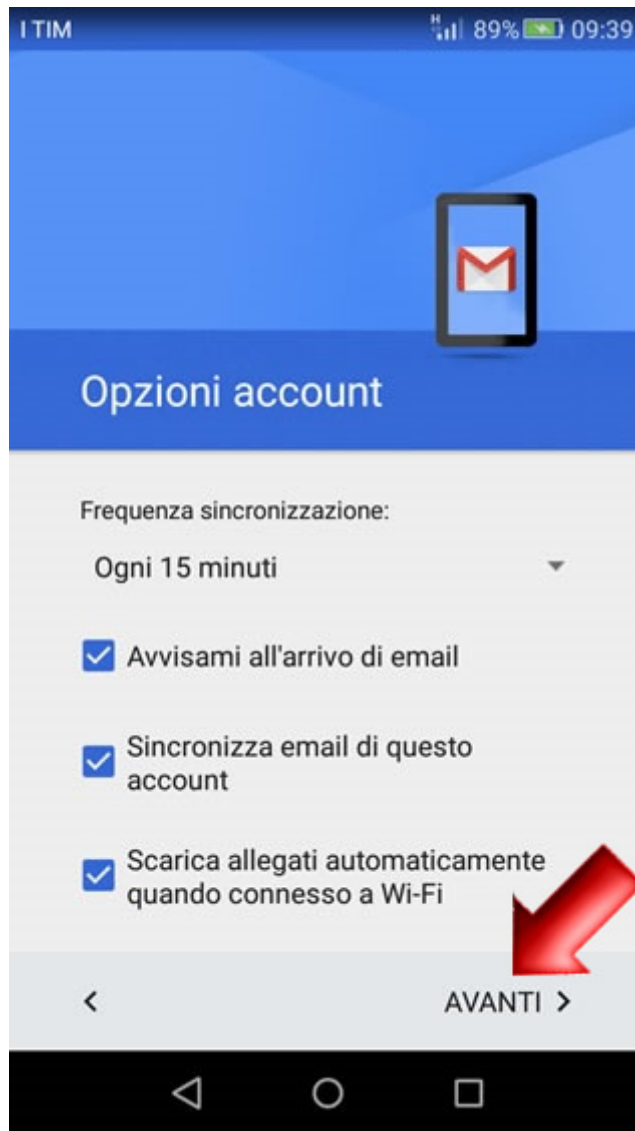 I TIM
H
89%
09:39
Opzioni account
Frequenza sincronizzazione:
Ogni 15 minuti
Avvisami all'arrivo di email
Sincronizza email di questo
account
Scarica allegati automaticamente
quando connesso a Wi-Fi
AVANTI